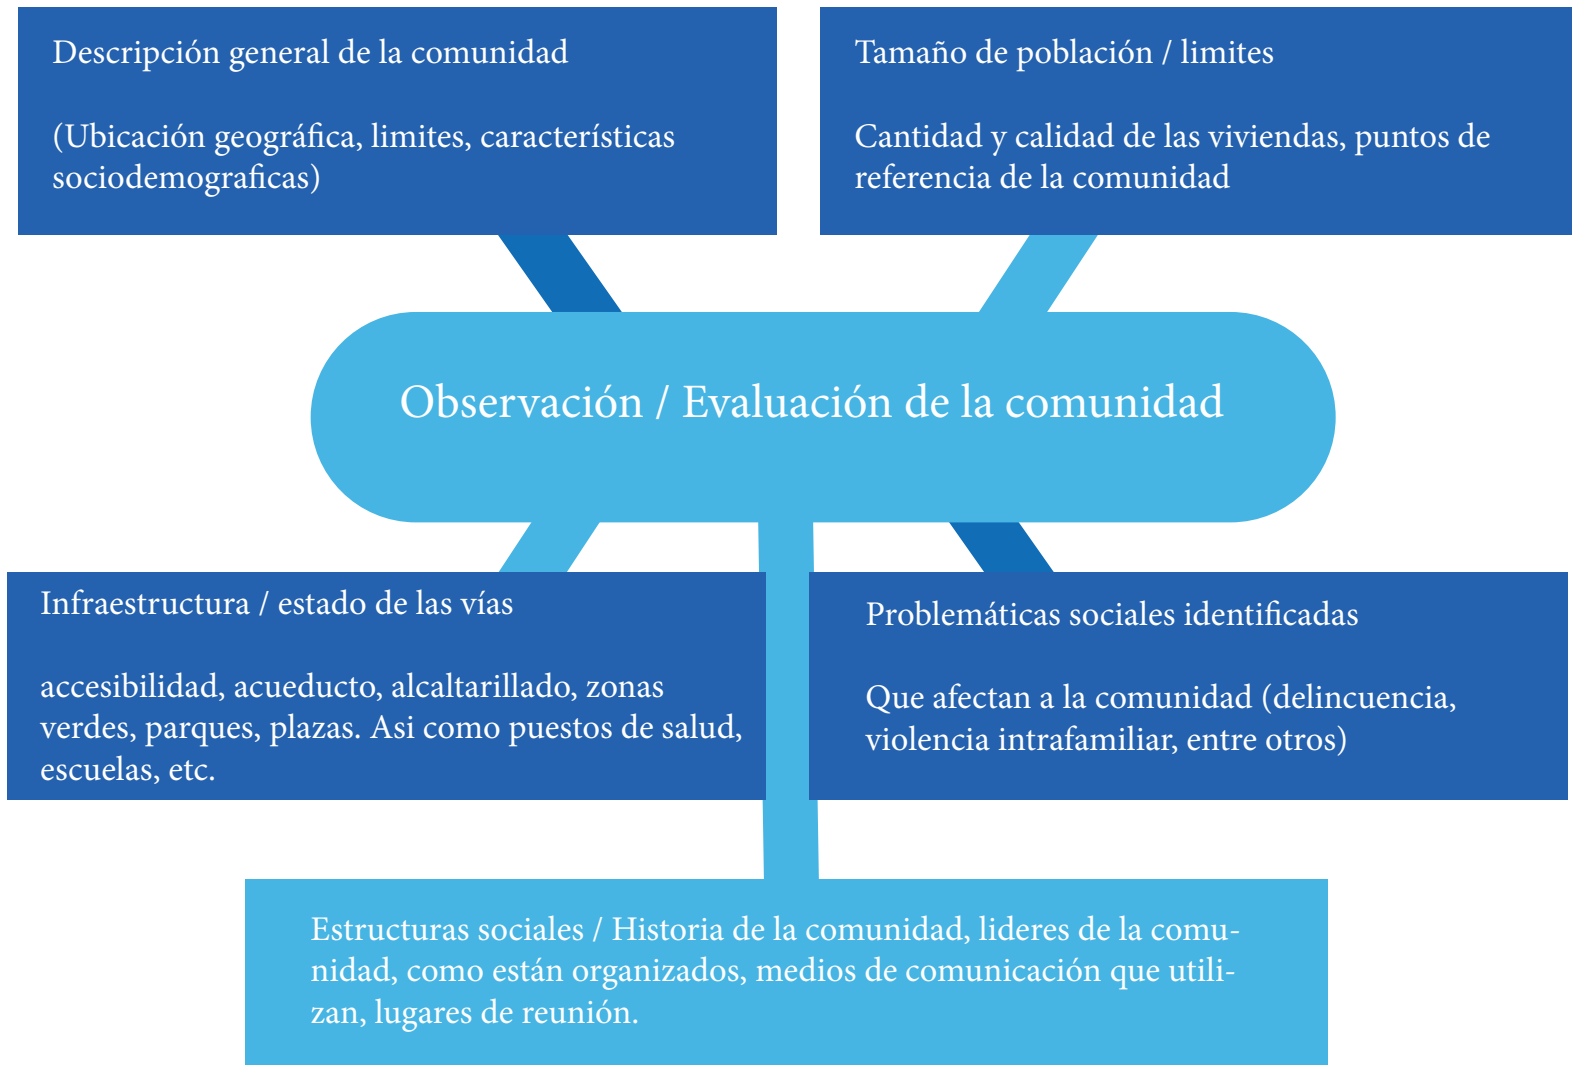 Descripción general de la comunidad
(Ubicación geográfica, limites, características
sociodemograficas)
Tamaño de población / limites
Cantidad y calidad de las viviendas, puntos de
referencia de la comunidad
Observación / Evaluación de la comunidad
Infraestructura / estado de las vías
accesibilidad, acueducto, alcaltarillado, zonas
verdes, parques, plazas. Asi como puestos de salud,
escuelas, etc.
Problemáticas sociales identificadas
Que afectan a la comunidad (delincuencia,
violencia intrafamiliar, entre otros)
Estructuras sociales / Historia de la comunidad, lideres de la comu-
nidad, como están organizados, medios de comunicación que utili-
zan, lugares de reunión.